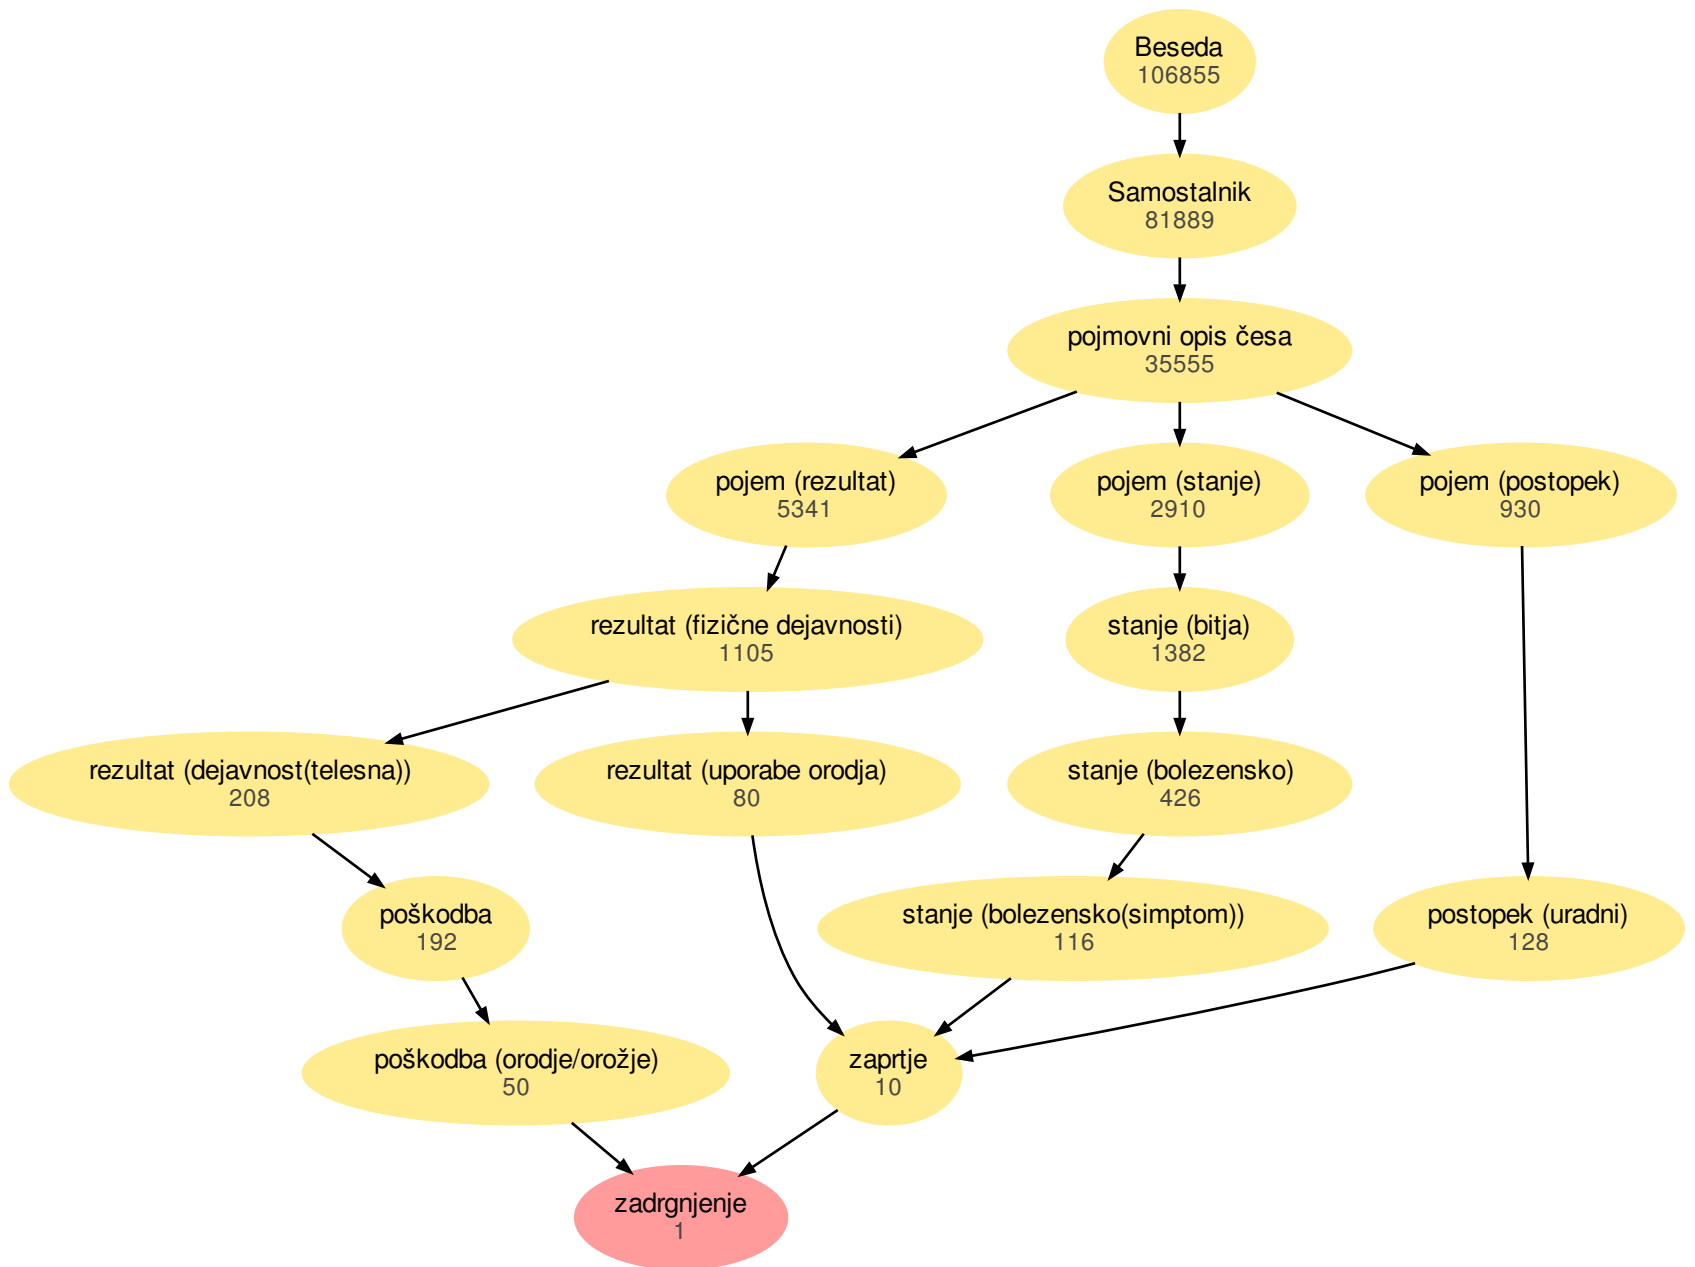 Beseda
106855
Samostalnik
81889
pojmovni opis česa
35555
pojem (rezultat)
5341
pojem (stanje)
2910
pojem (postopek)
930
rezultat (fizične dejavnosti)
1105
stanje (bitja)
1382
rezultat (dejavnost(telesna))
208
rezultat (uporabe orodja)
80
stanje (bolezensko)
426
poškodba
192
stanje (bolezensko(simptom))
116
postopek (uradni)
128
poškodba (orodje/orožje)
50
zaprtje
10
zadrgnjenje
1